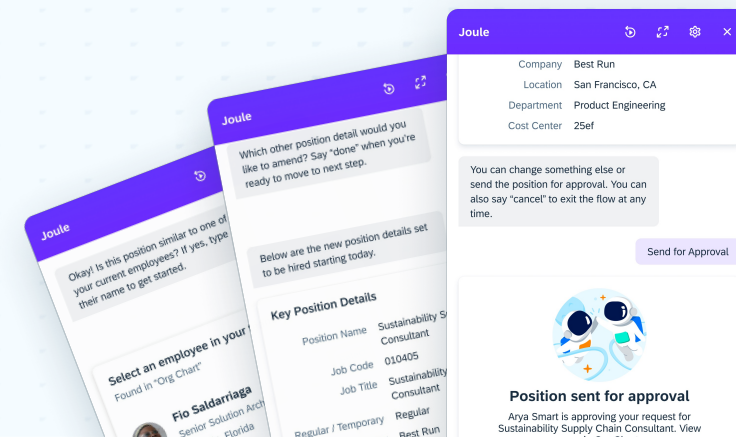 Joule
Okay! Is this position similar to one of
your current employees? If yes, type
their name to get started.
Select an employee in your
Found in “Org Chart”
Fio Saldarriaga
Senior Solution Arch
Florida
Joule
Which other position detail would you
like to amend? Say “done” when you’re
ready to move to next step.
Below are the new position details set
to be hired starting today.
Key Position Details
Position Name Sustainability S
Consultant
Job Code 010405
Job Title Sustainability
Consultant
Regular / Temporary Regular
Best Run
Joule
Company Best Run
Location San Francisco, CA
Department Product Engineering
Cost Center 25ef
You can change something else or
send the position for approval. You can
also say “cancel” to exit the flow at any
time.
Send for Approval
Position sent for approval
Arya Smart is approving your request for
Sustainability Supply Chain Consultant. View